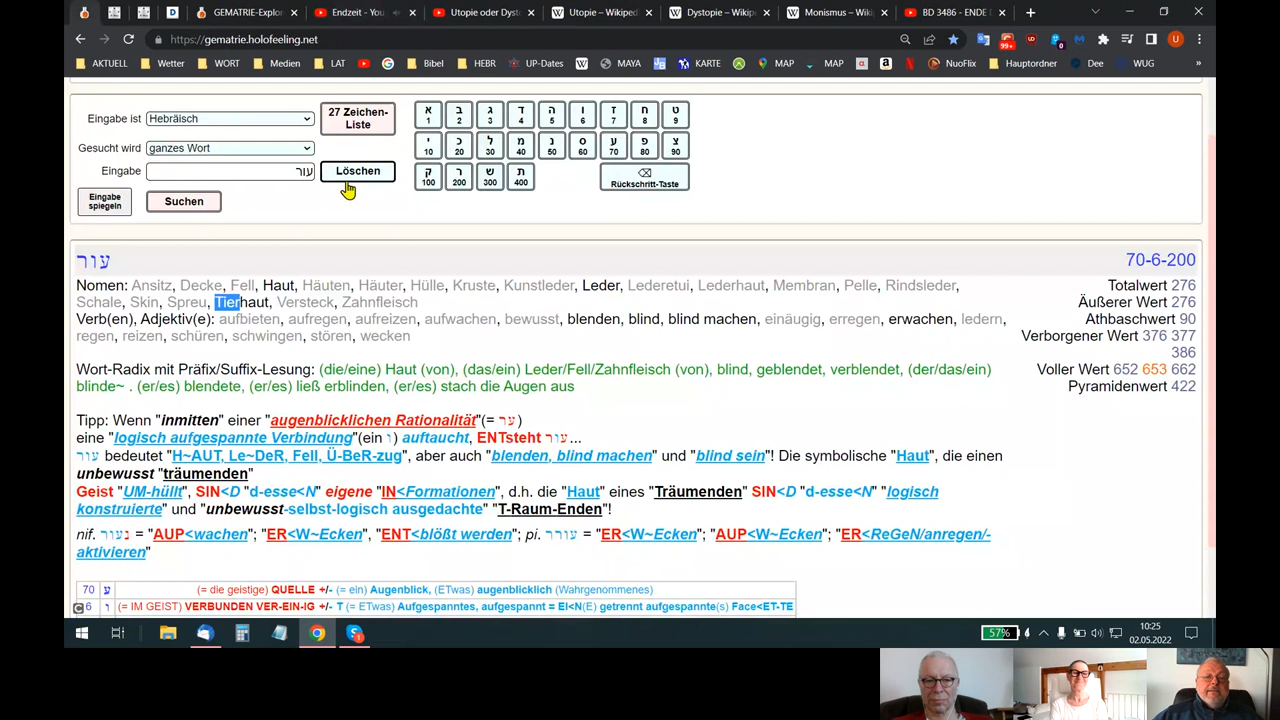 GEMATRIE-Explor
Endzeit - You
Utopie oder Dyst
Utopie – Wikiped
Dystopie – Wikip
Monismus – Wiki
BD 3486 - ENDE D
https://gematrie.holofeeling.net
AKTUELL
Wetter
WORT
Medien
LAT
Bibel
HEBR
UP-Dates
MAYA
KARTE
MAP
MAP
NuoFlix
Hauptordner
Dee
WUG
»
Eingabe ist
Hebräisch
27 Zeichen-
Liste
Gesucht wird
ganzes Wort
Eingabe
עור
Löschen
Eingabe
spiegeln
Suchen
א ב ג ד ה ו ז ח ט
1 2 3 4 5 6 7 8 9
י כ ל מ נ ס ע פ צ
10 20 30 40 50 60 70 80 90
ק ר ש ת
100 200 300 400
Rückschritt-Taste
עור
70-6-200
Nomen: Ansitz, Decke, Fell, Haut, Häuten, Häuter, Hülle, Kruste, Kunstleder, Leder, Lederetui, Lederhaut, Membran, Pelle, Rindsleder,
Schale, Skin, Spreu, Tierhaut, Versteck, Zahnfleisch
Verb(en), Adjektiv(e): aufbieten, aufregen, aufreizen, aufwachen, bewusst, blenden, blind, blind machen, einäugig, erregen, erwachen, ledern,
regen, reizen, schüren, schwingen, stören, wecken
Totalwert 276
Äußerer Wert 276
Athbaschwert 90
Verborgener Wert 376 377
386
Voller Wert 652 653 662
Pyramidenwert 422
Wort-Radix mit Präfix/Suffix-Lesung: (die/eine) Haut (von), (das/ein) Leder/Fell/Zahnfleisch (von), blind, geblendet, verblendet, (der/das/ein)
blinde~ . (er/es) blendete, (er/es) ließ erblinden, (er/es) stach die Augen aus
Tipp: Wenn "inmitten" einer "augenblicklichen Rationalität"(= ער)
eine "logisch aufgespannte Verbindung"(ein ו) auftaucht, ENTsteht עור...
עור bedeutet "H~AUT, Le~DeR, Fell, Ü-BeR-zug", aber auch "blenden, blind machen" und "blind sein"! Die symbolische "Haut", die einen
unbewusst "träumenden"
Geist "UM-hüllt", SIN<D "d-esse<N" eigene "IN<Formationen", d.h. die "Haut" eines "Träumenden" SIN<D "d-esse<N" "logisch
konstruierte" und "unbewusst-selbst-logisch ausgedachte" "T-Raum-Enden"!
nif. נעור = "AUP<wachen"; "ER<W~Ecken", "ENT<blößt werden"; pi. עורר = "ER<W~Ecken"; "AUP<W~Ecken"; "ER<ReGeN/anregen/-
aktivieren"
70 ע (= die geistige) QUELLE +/- (= ein) Augenblick, (ETwas) augenblicklich (Wahrgenommenes)
6 ו (= IM GEIST) VERBUNDEN VER-EIN-IG +/- T (= ETwas) Aufgespanntes, aufgespannt = EI<N(E) getrennt aufgespannte(s) Face<ET-TE
57%
10:25
02.05.2022